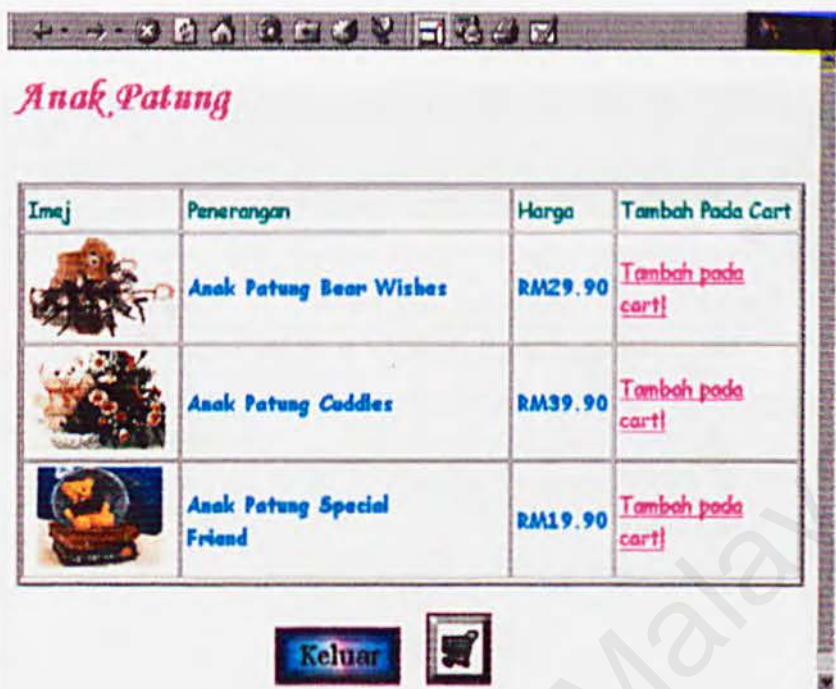 Anak Patung
Imej Penerangan Harga Tambah Pada Cart
Anak Patung Bear Wishes RM29.90 Tambah pada
cart!
Anak Patung Cuddles RM39.90 Tambah pada
cart!
Anak Patung Special
Friend RM19.90 Tambah pada
cart!
Keluar
Malay